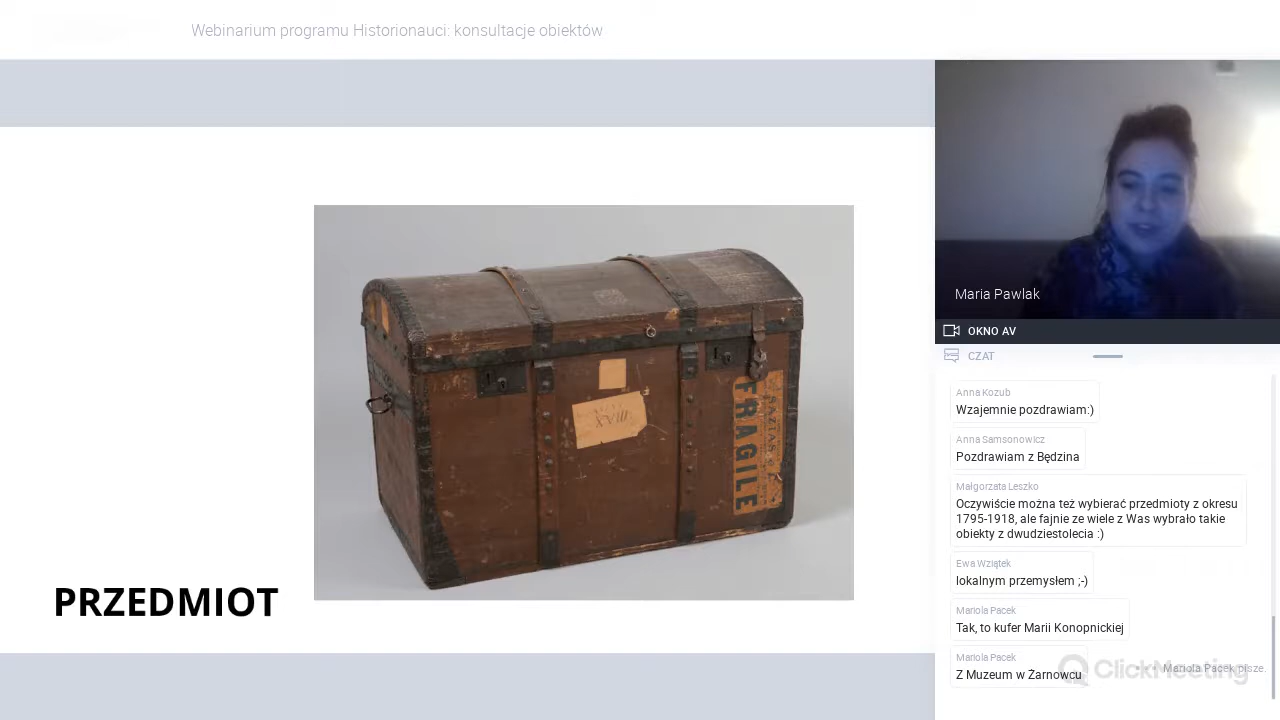 Webinarium programu Historionauci: konsultacje obiektów
XVIII
FRAGILE
PRZEDMIOT
Maria Pawlak
OKNO AV
CZAT
Anna Kozub
Wzajemnie pozdrawiam:)
Anna Samsonowicz
Pozdrawiam z Będzina
Małgorzata Leszko
Oczywiście można też wybierać przedmioty z okresu
1795-1918, ale fajnie ze wiele z Was wybrało takie
obiekty z dwudziestolecia :)
Ewa Wziątek
lokalnym przemysłem ;-)
Mariola Pacek
Tak, to kufer Marii Konopnickiej
Mariola Pacek
Z Muzeum w Żarnowcu
Mariola Pacek pisze.
ClickMeeting